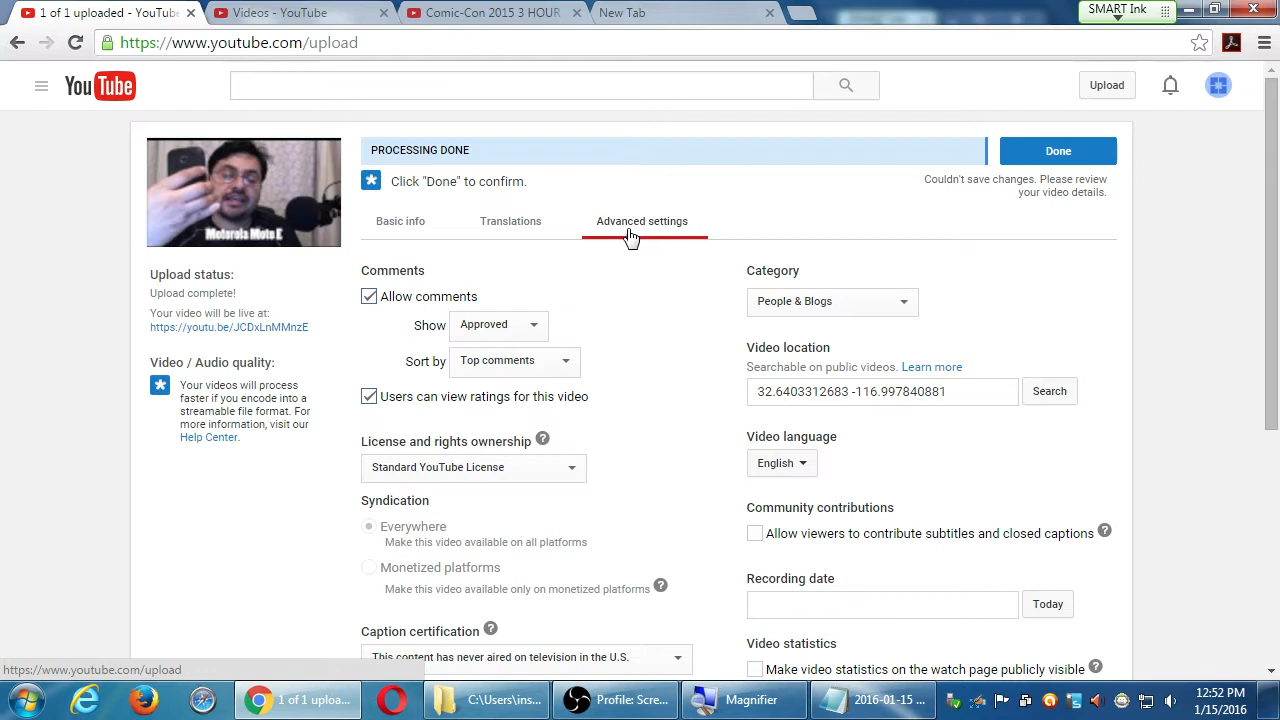 1 of 1 uploaded - YouTu
Videos - YouTube
Comic-Con 2015 3 HOUR
New Tab
SMART Ink
https://www.youtube.com/upload
YouTube
Upload
PROCESSING DONE
Done
Click "Done" to confirm.
Couldn't save changes. Please review
your video details.
Basic info
Translations
Advanced settings
Motorola Moto E
Upload status:
Upload complete!
Your video will be live at:
https://youtu.be/JCDxLnMMnzE
Video / Audio quality:
Your videos will process
faster if you encode into a
streamable file format. For
more information, visit our
Help Center.
Comments
Allow comments
Show
Approved
Sort by
Top comments
Users can view ratings for this video
License and rights ownership ?
Standard YouTube License
Syndication
Everywhere
Make this video available on all platforms
Monetized platforms
Make this video available only on monetized platforms ?
Caption certification ?
This content has never aired on television in the U.S.
Category
People & Blogs
Video location
Searchable on public videos. Learn more
32.6403312683 -116.997840881
Search
Video language
English
Community contributions
Allow viewers to contribute subtitles and closed captions ?
Recording date
Today
Video statistics
Make video statistics on the watch page publicly visible ?
https://www.youtube.com/upload
1 of 1 uploa...
C:\Users\ins...
Profile: Scre...
Magnifier
2016-01-15 ...
12:52 PM
1/15/2016